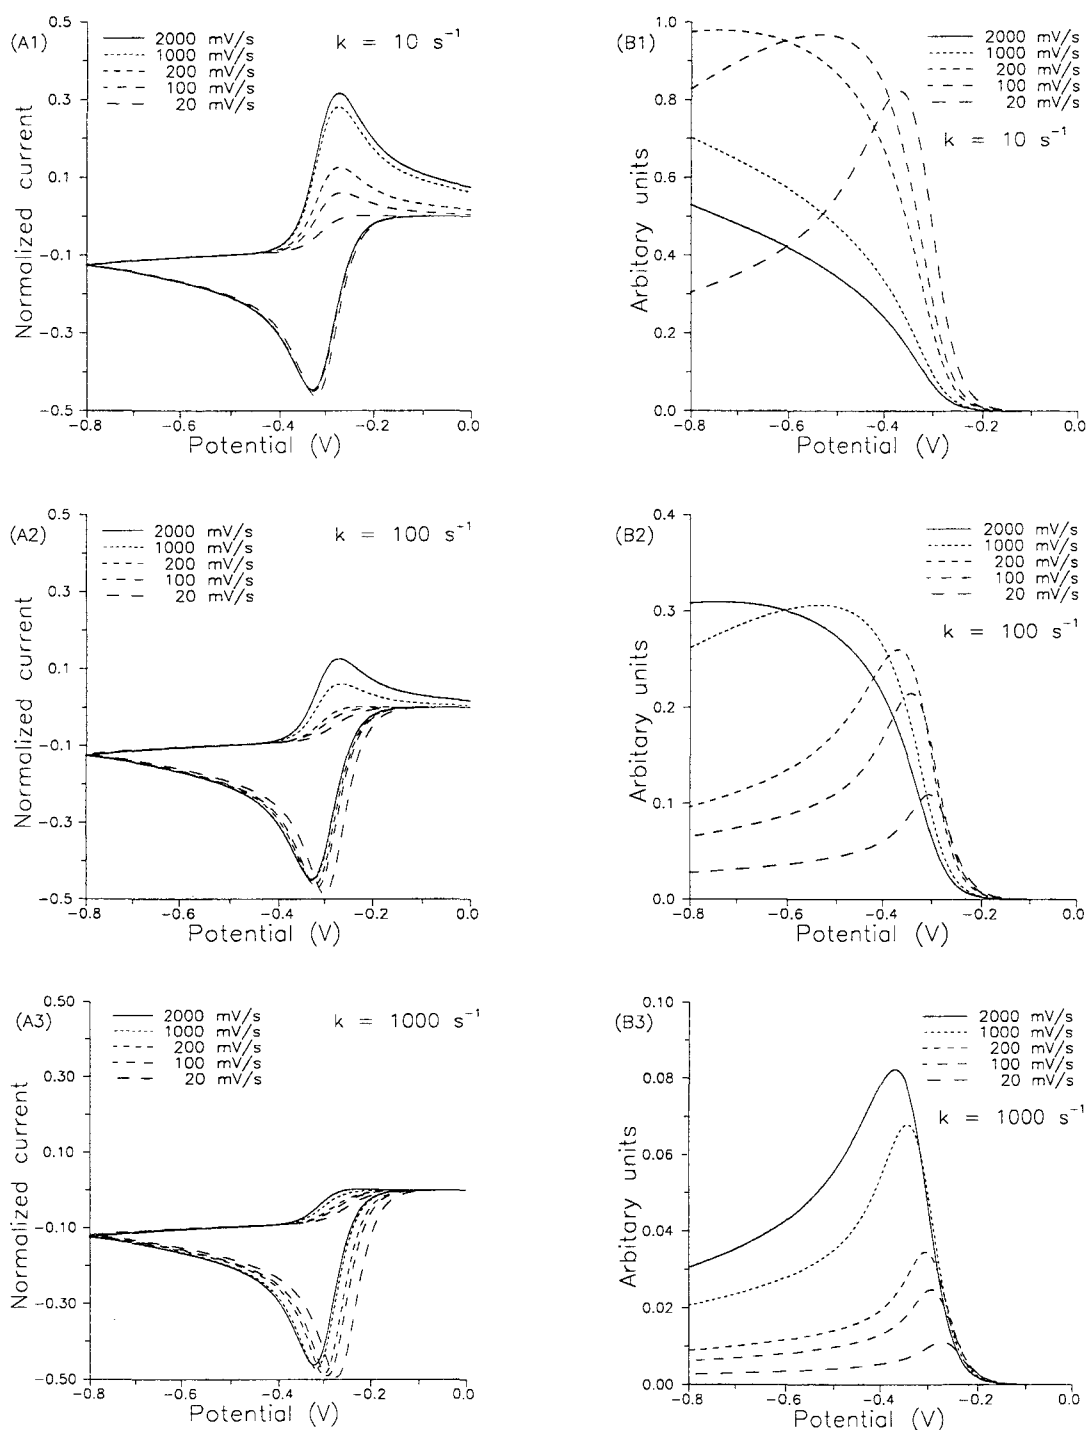 (A1)
2000 mV/s
1000 mV/s
200 mV/s
100 mV/s
20 mV/s
k = 10 s⁻¹
Normalized current
0.5
0.3
0.1
-0.1
-0.3
-0.5
-0.8
-0.6
-0.4
-0.2
0.0
Potential (V)
(B1)
2000 mV/s
1000 mV/s
200 mV/s
100 mV/s
20 mV/s
k = 10 s⁻¹
Arbitary units
1.0
0.8
0.6
0.4
0.2
0.0
-0.8
-0.6
-0.4
-0.2
0.0
Potential (V)
(A2)
2000 mV/s
1000 mV/s
200 mV/s
100 mV/s
20 mV/s
k = 100 s⁻¹
Normalized current
0.5
0.3
0.1
-0.1
-0.3
-0.5
-0.8
-0.6
-0.4
-0.2
0.0
Potential (V)
(B2)
2000 mV/s
1000 mV/s
200 mV/s
100 mV/s
20 mV/s
k = 100 s⁻¹
Arbitary units
0.4
0.3
0.2
0.1
0.0
-0.8
-0.6
-0.4
-0.2
0.0
Potential (V)
(A3)
2000 mV/s
1000 mV/s
200 mV/s
100 mV/s
20 mV/s
k = 1000 s⁻¹
Normalized current
0.50
0.30
0.10
-0.10
-0.30
-0.50
-0.8
-0.6
-0.4
-0.2
0.0
Potential (V)
(B3)
2000 mV/s
1000 mV/s
200 mV/s
100 mV/s
20 mV/s
k = 1000 s⁻¹
Arbitary units
0.10
0.08
0.06
0.04
0.02
0.00
-0.8
-0.6
-0.4
-0.2
0.0
Potential (V)